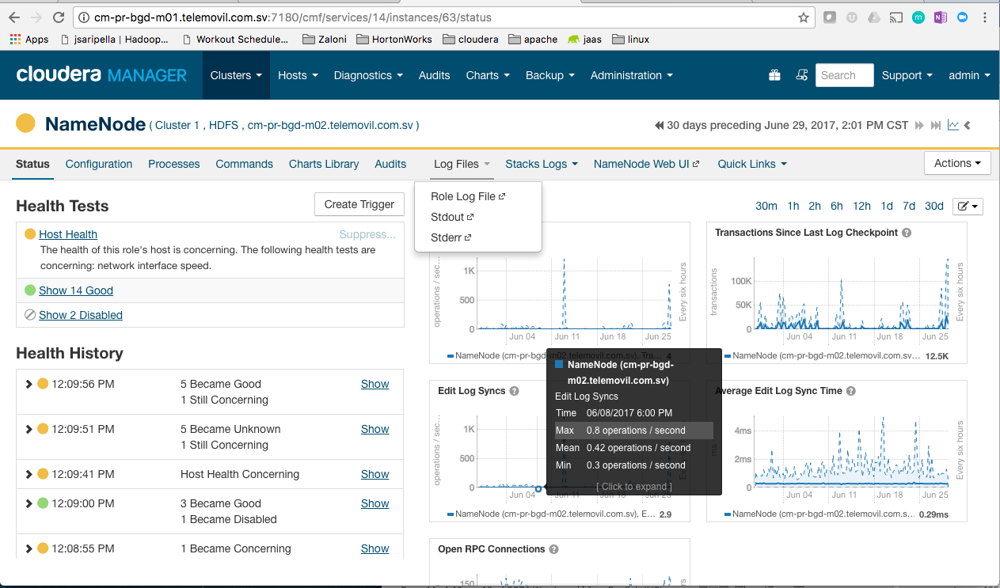 cm-pr-bgd-m01.telemovil.com.sv:7180/cmf/services/14/instances/63/status
Apps jsaripella | Hadoop... Workout Schedule... Zaloni HortonWorks cloudera apache jaas linux
cloudera MANAGER Clusters Hosts Diagnostics Audits Charts Backup Administration Search Support admin
NameNode ( Cluster 1 , HDFS , cm-pr-bgd-m02.telemovil.com.sv )
30 days preceding June 29, 2017, 2:01 PM CST
Status Configuration Processes Commands Charts Library Audits Log Files Stacks Logs NameNode Web UI Quick Links Actions
Role Log File
Stdout
Stderr
Health Tests
Create Trigger
30m 1h 2h 6h 12h 1d 7d 30d
Host Health Suppress...
The health of this role's host is concerning. The following health tests are
concerning: network interface speed.
Show 14 Good
Show 2 Disabled
Health History
12:09:56 PM 5 Became Good Show
1 Still Concerning
12:09:51 PM 5 Became Unknown Show
1 Still Concerning
12:09:41 PM Host Health Concerning Show
12:09:00 PM 3 Became Good Show
1 Became Disabled
12:08:55 PM 1 Became Concerning Show
operations / sec...
1K
500
0
Jun 04 Jun 11 Jun 18 Jun 25
Every six hours
NameNode (cm-pr-bgd-m02.telemovil.com.sv), Tra... 4
Transactions Since Last Log Checkpoint
transactions
100K
50K
0
Jun 04 Jun 11 Jun 18 Jun 25
Every six hours
NameNode (cm-pr-bgd-m02.telemovil.com.sv... 12.5K
Edit Log Syncs
operations / sec...
1K
500
0
Jun 04 Jun 11 Jun 18 Jun 25
NameNode (cm-pr-bgd-m02.telemovil.com.sv), E... 2.9
NameNode (cm-pr-bgd-
m02.telemovil.com.sv)
Edit Log Syncs
Time 06/08/2017 6:00 PM
Max 0.8 operations / second
Mean 0.42 operations / second
Min 0.3 operations / second
[ Click to expand ]
Average Edit Log Sync Time
ms
4ms
2ms
0
Jun 04 Jun 11 Jun 18 Jun 25
Every six hours
NameNode (cm-pr-bgd-m02.telemovil.com.s... 0.29ms
Open RPC Connections
150